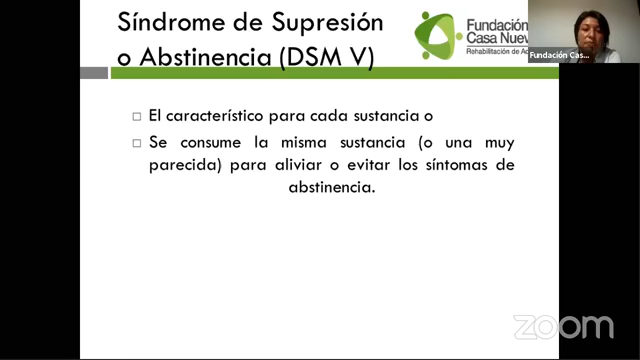 Síndrome de Supresión
o Abstinencia (DSM V)
Fundación
Casa Nuev
Rehabilitación de Ad
Fundación Cas...
□ El característico para cada sustancia o
□ Se consume la misma sustancia (o una muy
parecida) para aliviar o evitar los síntomas de
abstinencia.
zoom